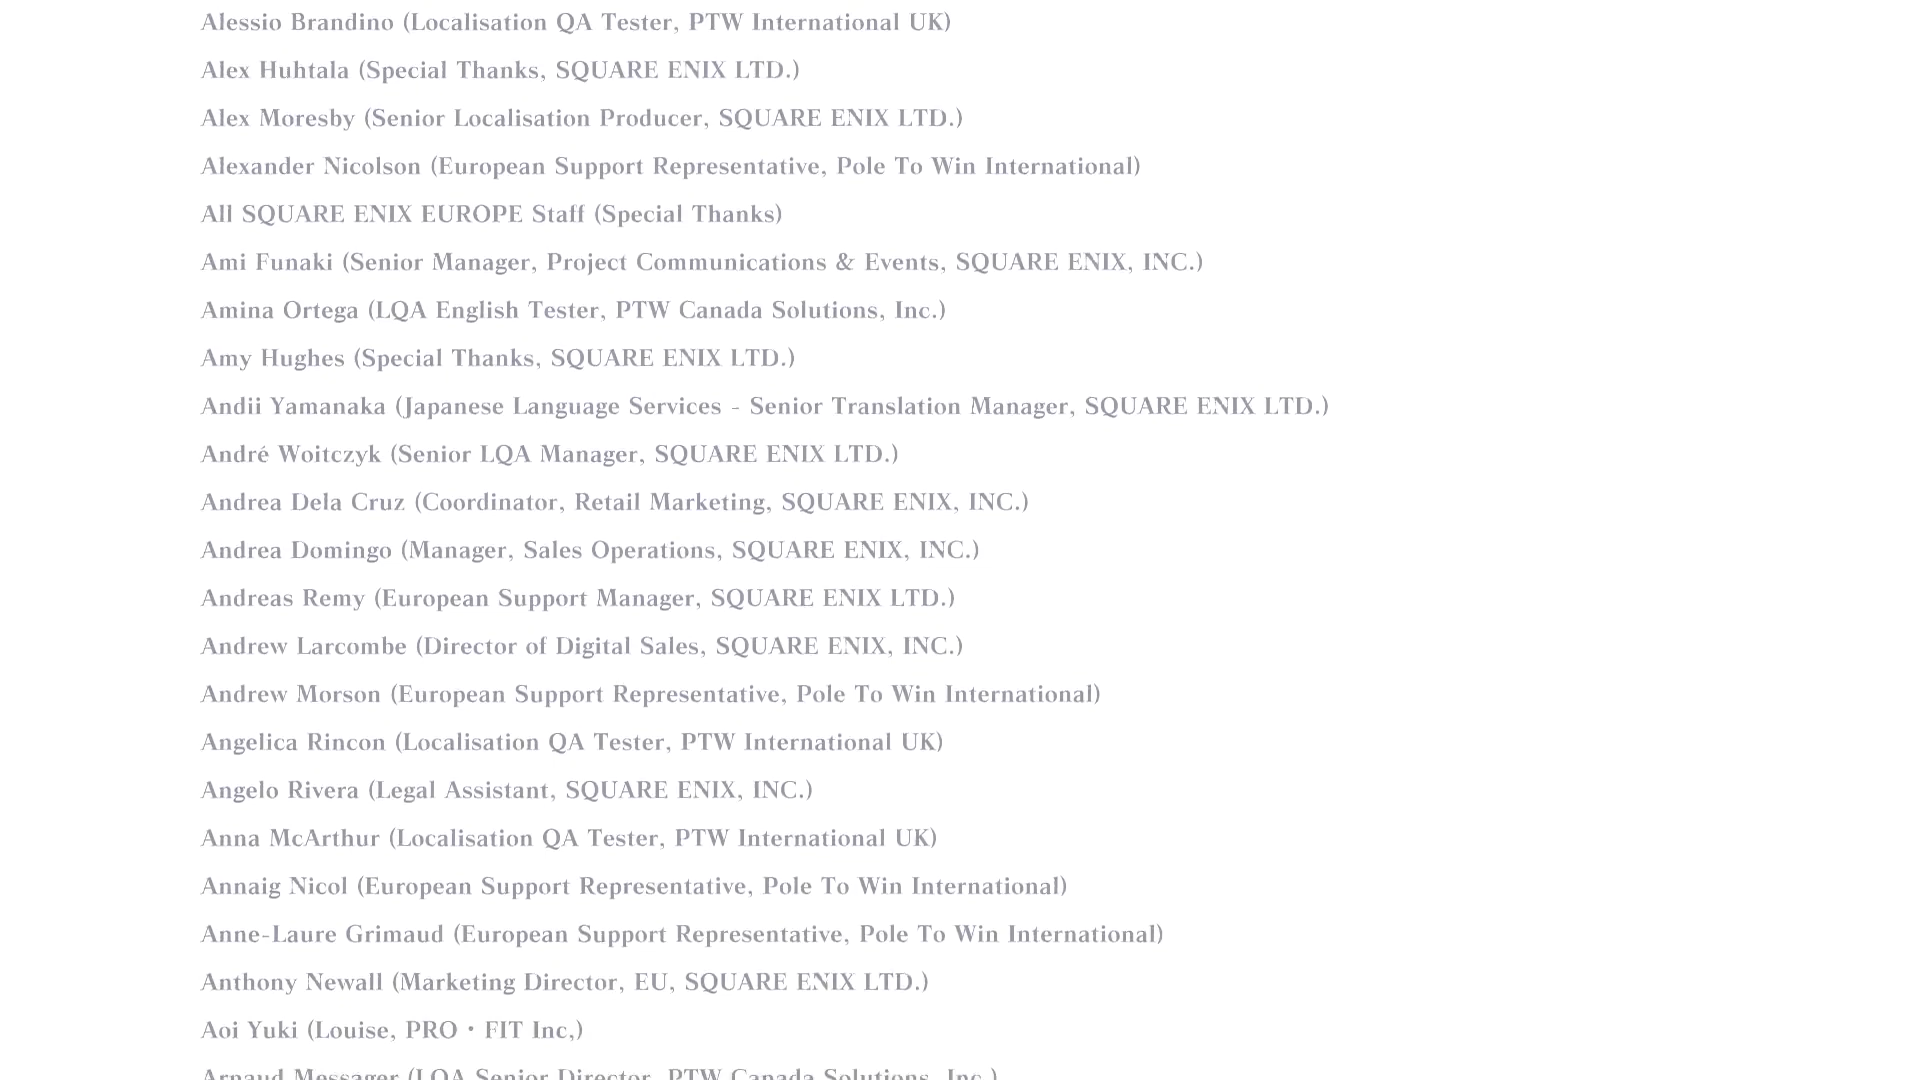 Alessio Brandino (Localisation QA Tester, PTW International UK)
Alex Huhtala (Special Thanks, SQUARE ENIX LTD.)
Alex Moresby (Senior Localisation Producer, SQUARE ENIX LTD.)
Alexander Nicolson (European Support Representative, Pole To Win International)
All SQUARE ENIX EUROPE Staff (Special Thanks)
Ami Funaki (Senior Manager, Project Communications & Events, SQUARE ENIX, INC.)
Amina Ortega (LQA English Tester, PTW Canada Solutions, Inc.)
Amy Hughes (Special Thanks, SQUARE ENIX LTD.)
Andii Yamanaka (Japanese Language Services - Senior Translation Manager, SQUARE ENIX LTD.)
André Woitczyk (Senior LQA Manager, SQUARE ENIX LTD.)
Andrea Dela Cruz (Coordinator, Retail Marketing, SQUARE ENIX, INC.)
Andrea Domingo (Manager, Sales Operations, SQUARE ENIX, INC.)
Andreas Remy (European Support Manager, SQUARE ENIX LTD.)
Andrew Larcombe (Director of Digital Sales, SQUARE ENIX, INC.)
Andrew Morson (European Support Representative, Pole To Win International)
Angelica Rincon (Localisation QA Tester, PTW International UK)
Angelo Rivera (Legal Assistant, SQUARE ENIX, INC.)
Anna McArthur (Localisation QA Tester, PTW International UK)
Annaig Nicol (European Support Representative, Pole To Win International)
Anne-Laure Grimaud (European Support Representative, Pole To Win International)
Anthony Newall (Marketing Director, EU, SQUARE ENIX LTD.)
Aoi Yuki (Louise, PRO・FIT Inc,)
Arnaud Messager (LQA Senior Director, PTW Canada Solutions, Inc.)